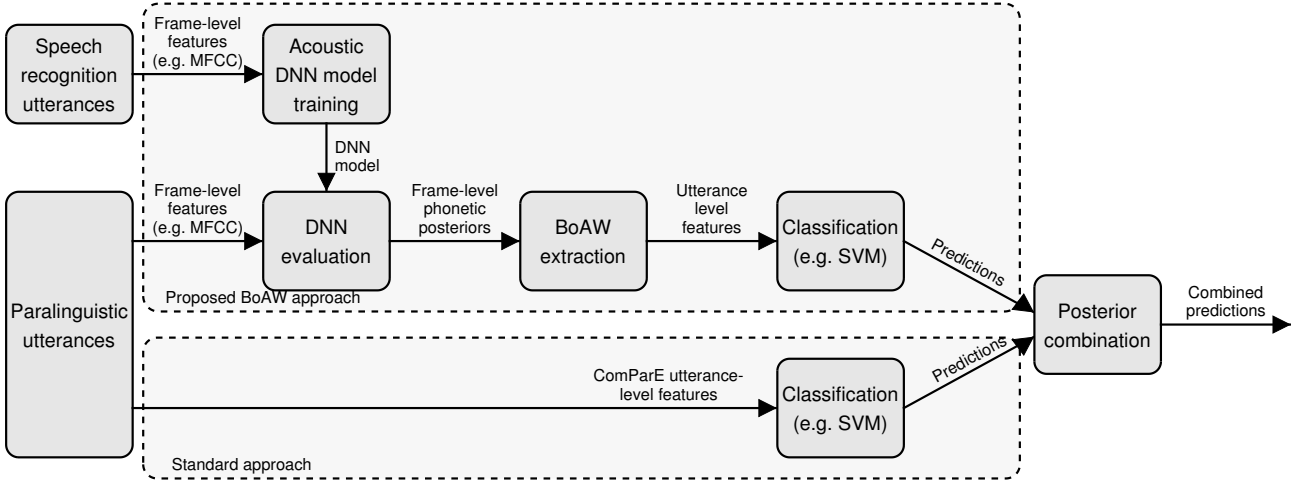 Speech
recognition
utterances
Frame-level
features
(e.g. MFCC)
Acoustic
DNN model
training
DNN
model
Paralinguistic
utterances
Frame-level
features
(e.g. MFCC)
DNN
evaluation
Frame-level
phonetic
posteriors
BoAW
extraction
Utterance
level
features
Classification
(e.g. SVM)
Predictions
Proposed BoAW approach
ComParE utterance-
level features
Classification
(e.g. SVM)
Predictions
Standard approach
Posterior
combination
Combined
predictions